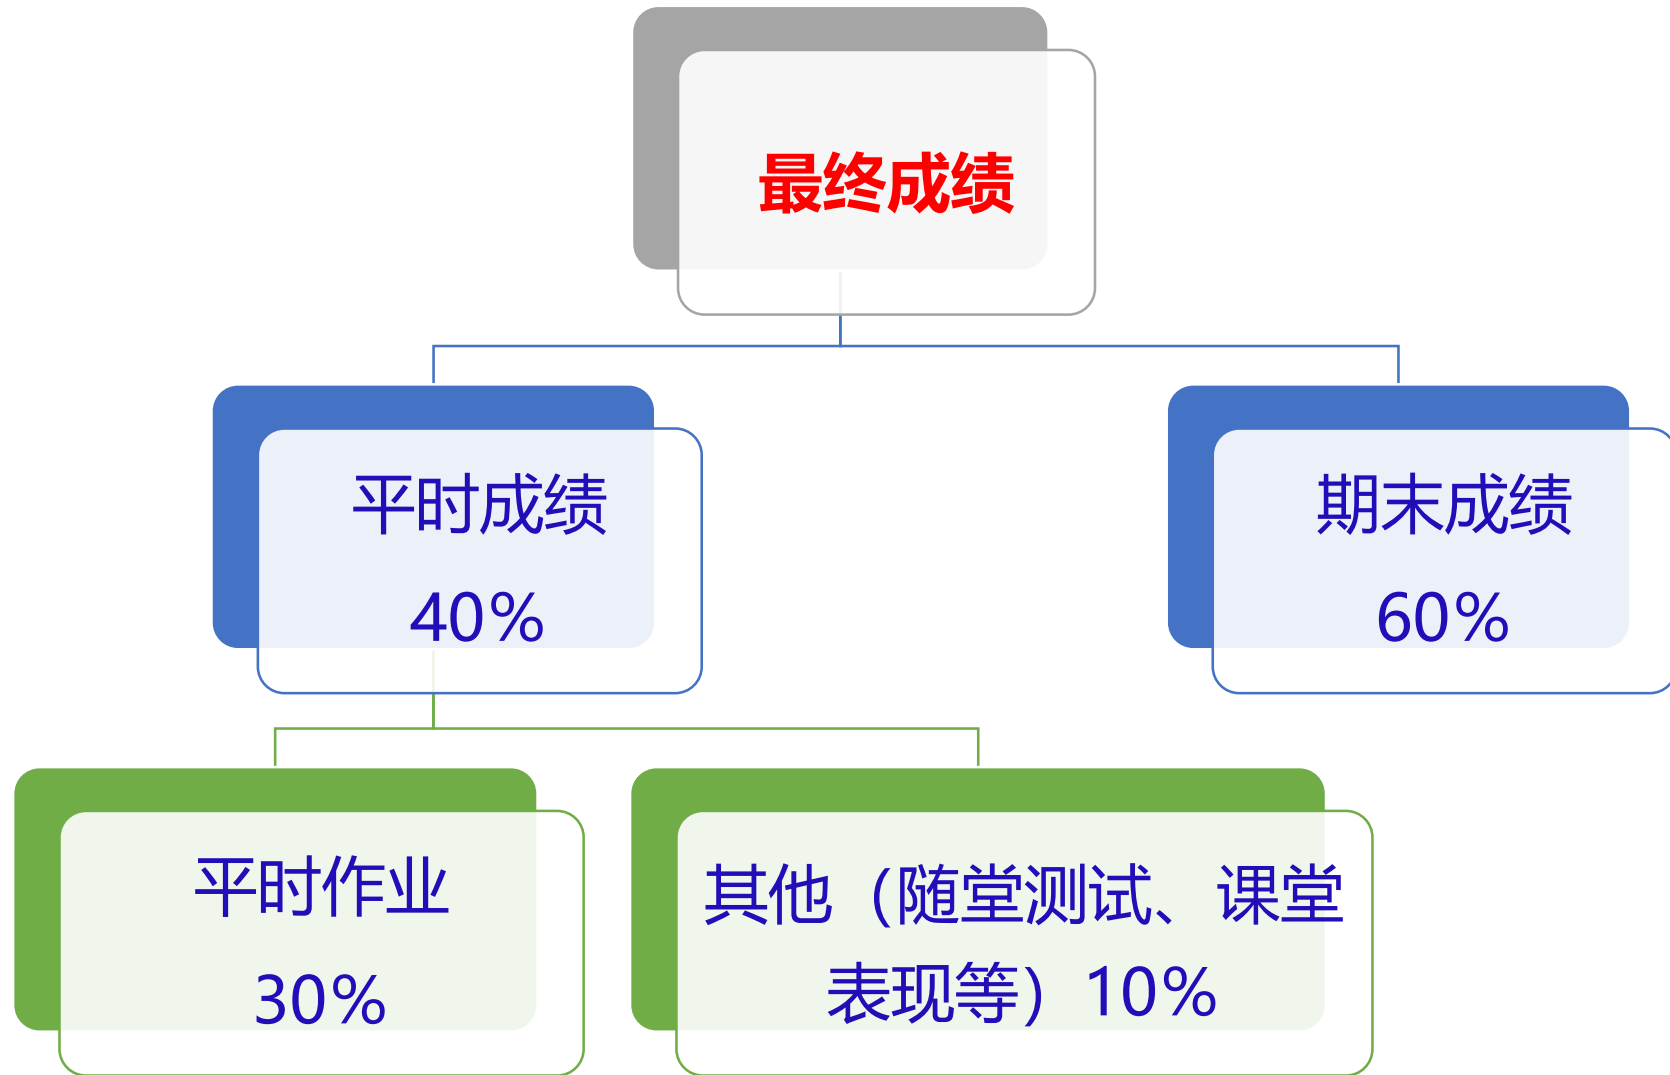 最终成绩
平时成绩
40%
期末成绩
60%
平时作业
30%
其他（随堂测试、课堂
表现等）10%